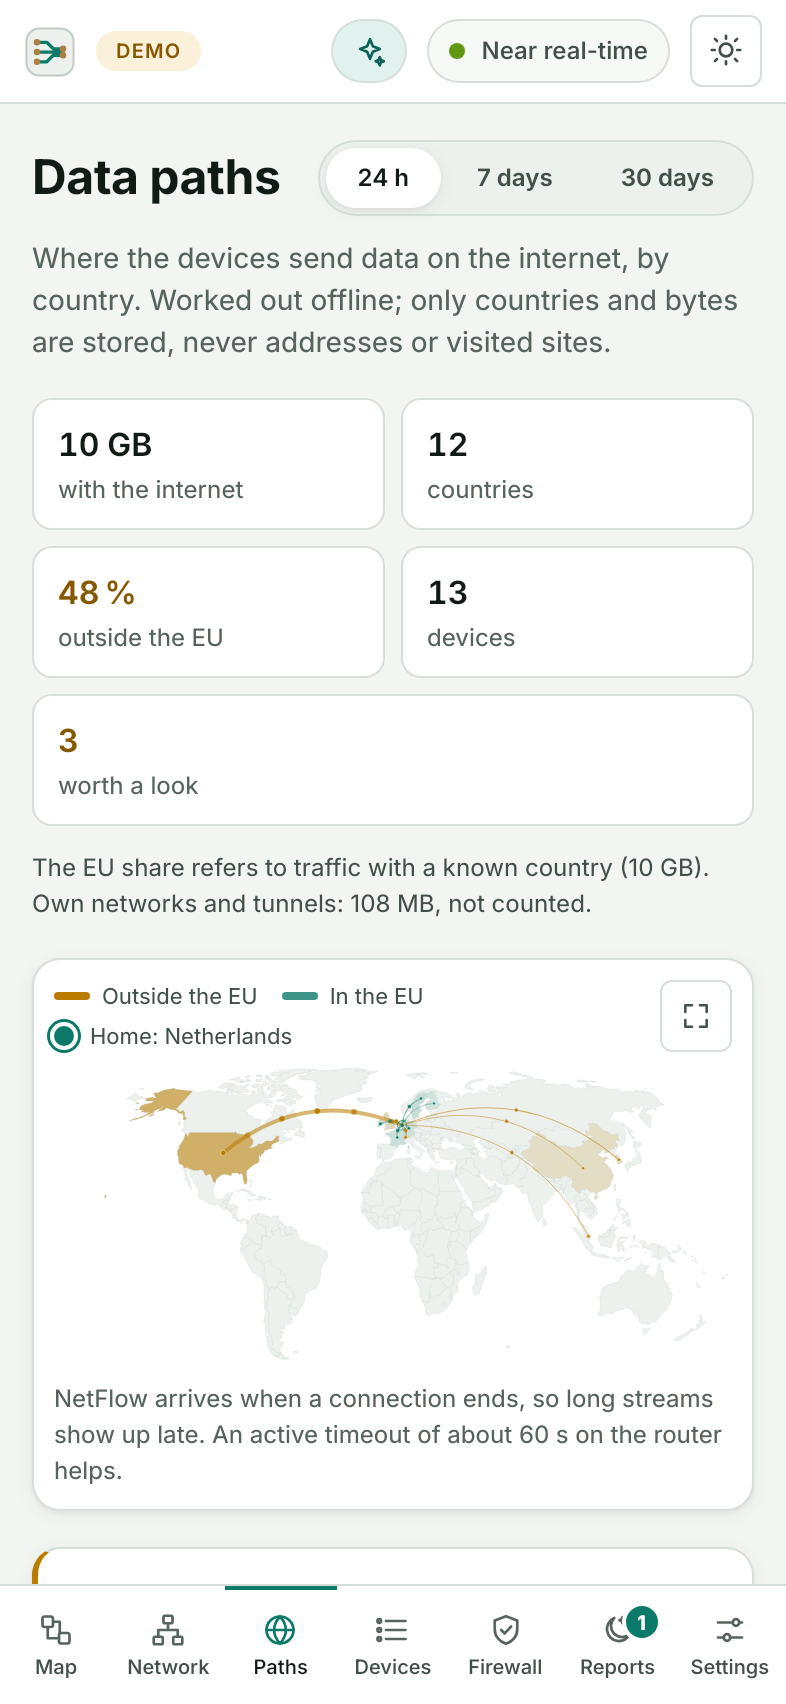 DEMO
Near real-time
Data paths
24 h
7 days
30 days
Where the devices send data on the internet, by
country. Worked out offline; only countries and bytes
are stored, never addresses or visited sites.
10 GB
with the internet
12
countries
48 %
outside the EU
13
devices
3
worth a look
The EU share refers to traffic with a known country (10 GB).
Own networks and tunnels: 108 MB, not counted.
Outside the EU
In the EU
Home: Netherlands
NetFlow arrives when a connection ends, so long streams
show up late. An active timeout of about 60 s on the router
helps.
Map
Network
Paths
Devices
Firewall
1
Reports
Settings